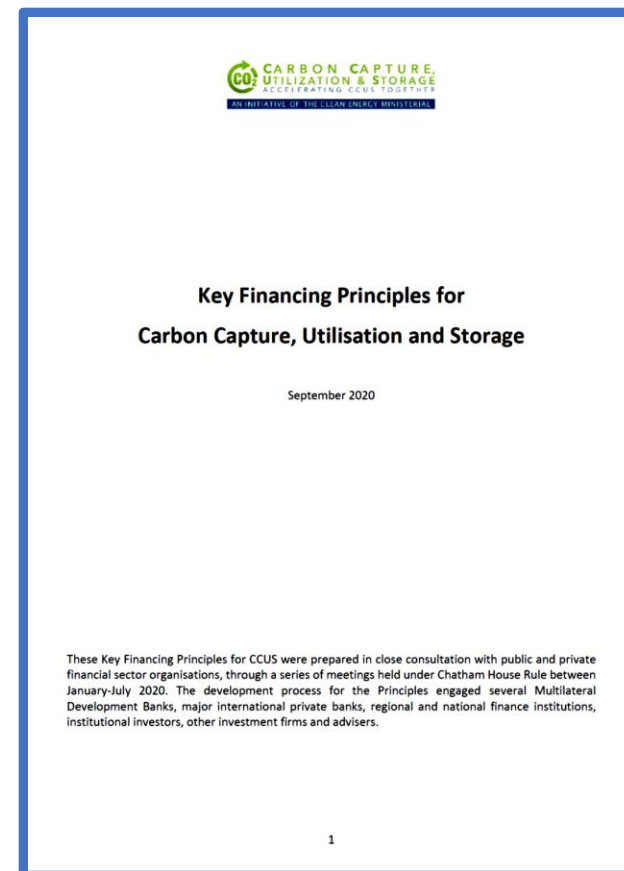 CO2 CARBON CAPTURE,
UTILIZATION & STORAGE
ACCELERATING CCUS TOGETHER
AN INITIATIVE OF THE CLEAN ENERGY MINISTERIAL
Key Financing Principles for
Carbon Capture, Utilisation and Storage
September 2020
These Key Financing Principles for CCUS were prepared in close consultation with public and private
financial sector organisations, through a series of meetings held under Chatham House Rule between
January-July 2020. The development process for the Principles engaged several Multilateral
Development Banks, major international private banks, regional and national finance institutions,
institutional investors, other investment firms and advisers.
1